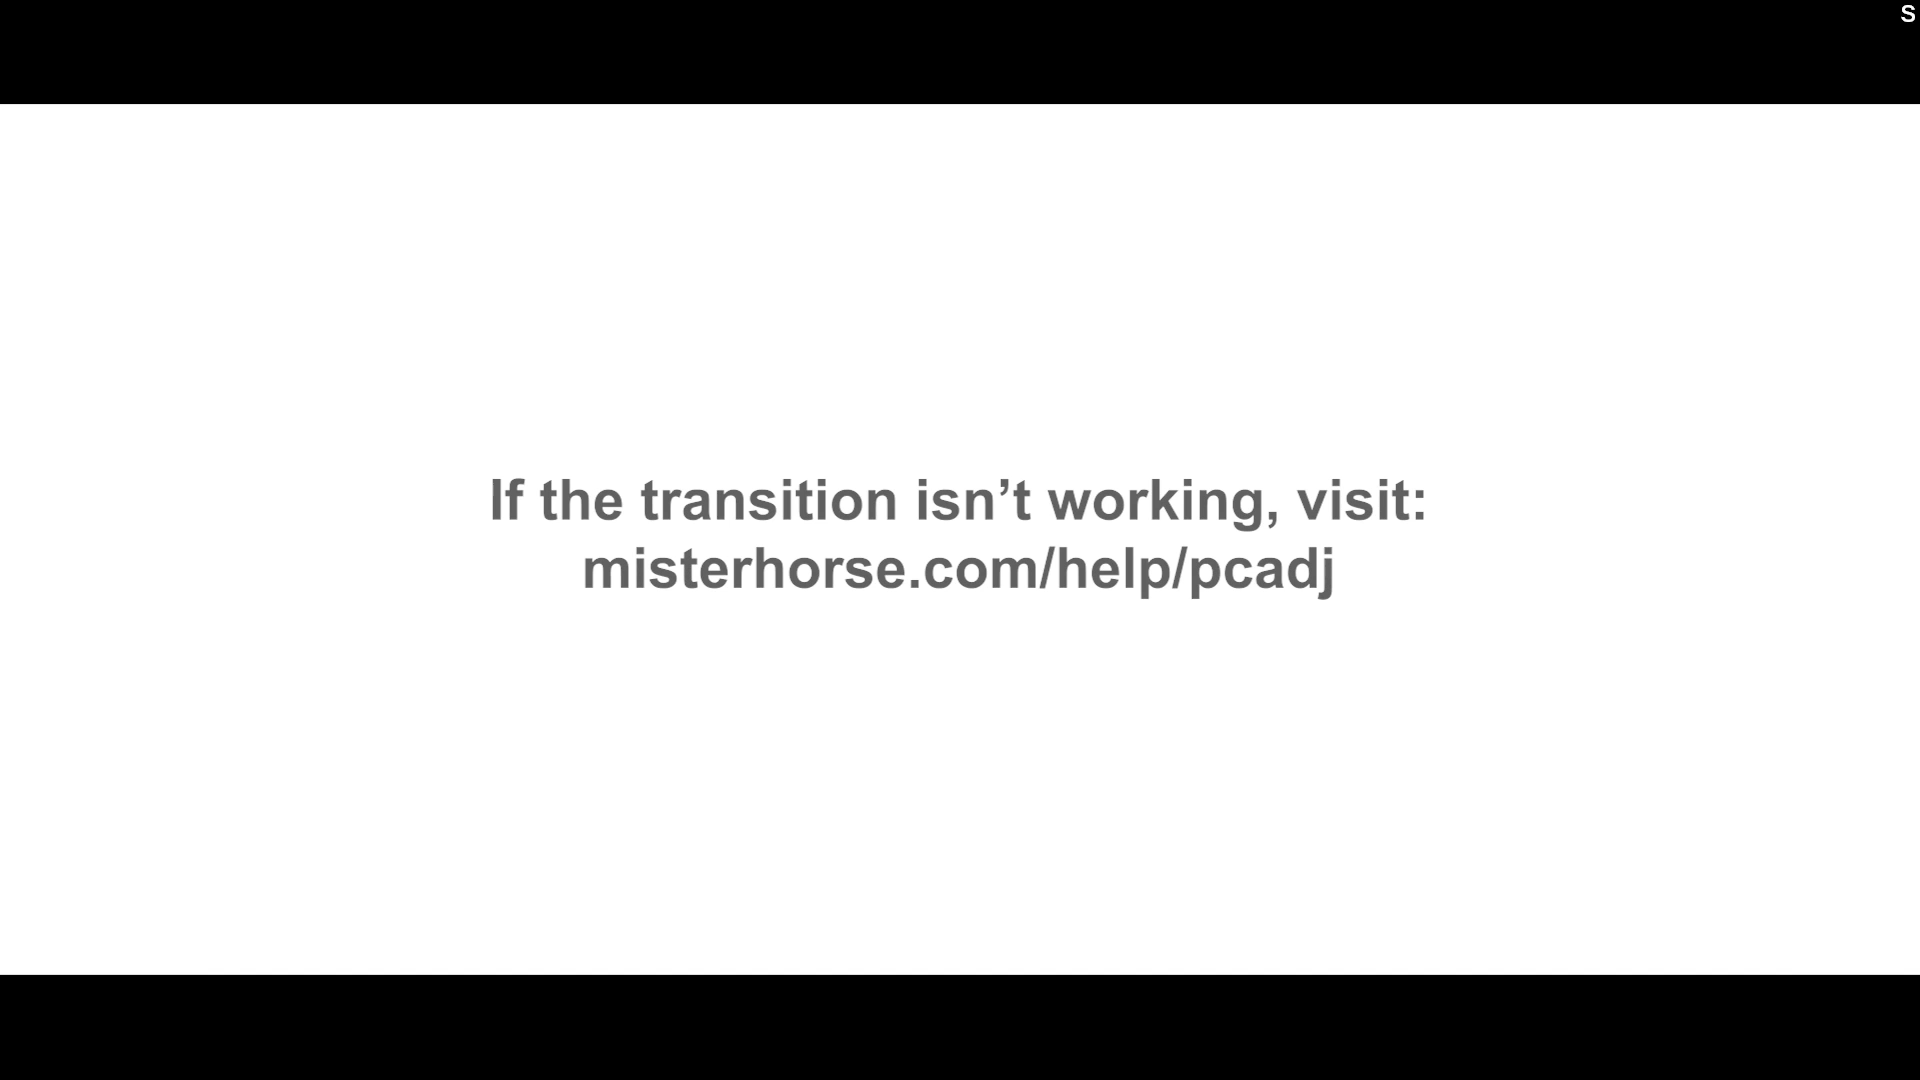 S
If the transition isn’t working, visit:
misterhorse.com/help/pcadj